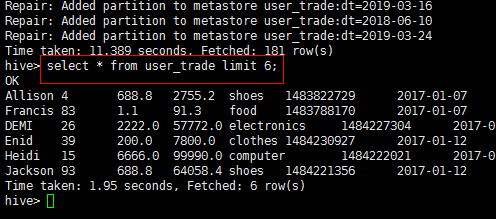 Repair: Added partition to metastore user_trade:dt=2019-03-16
Repair: Added partition to metastore user_trade:dt=2018-06-10
Repair: Added partition to metastore user_trade:dt=2019-03-24
Time taken: 11.389 seconds, Fetched: 181 row(s)
hive> select * from user_trade limit 6;
OK
Allison 4 688.8 2755.2 shoes 1483822729 2017-01-07
Francis 83 1.1 91.3 food 1483788170 2017-01-07
DEMI 26 2222.0 57772.0 electronics 1484227304 2017-0
Enid 39 200.0 7800.0 clothes 1484230927 2017-01-12
Heidi 15 6666.0 99990.0 computer 1484222021 2017-0
Jackson 93 688.8 64058.4 shoes 1484221356 2017-01-12
Time taken: 1.95 seconds, Fetched: 6 row(s)
hive>